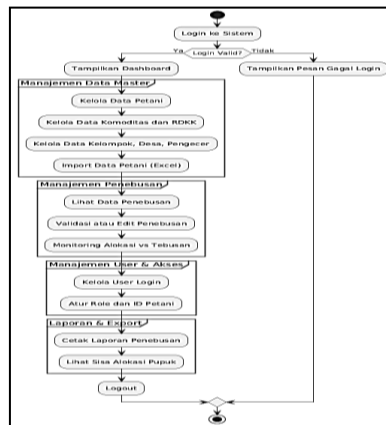 Login ke Sistem
Ya
Login Valid?
Tidak
Tampilkan Dashboard
Tampilkan Pesan Gagal Login
Manajemen Data Master
Kelola Data Petani
Kelola Data Komoditas dan RDKK
Kelola Data Kelompok, Desa, Pengecer
Import Data Petani (Excel)
Manajemen Penebusan
Lihat Data Penebusan
Validasi atau Edit Penebusan
Monitoring Alokasi vs Tebusan
Manajemen User & Akses
Kelola User Login
Atur Role dan ID Petani
Laporan & Export
Cetak Laporan Penebusan
Lihat Sisa Alokasi Pupuk
Logout